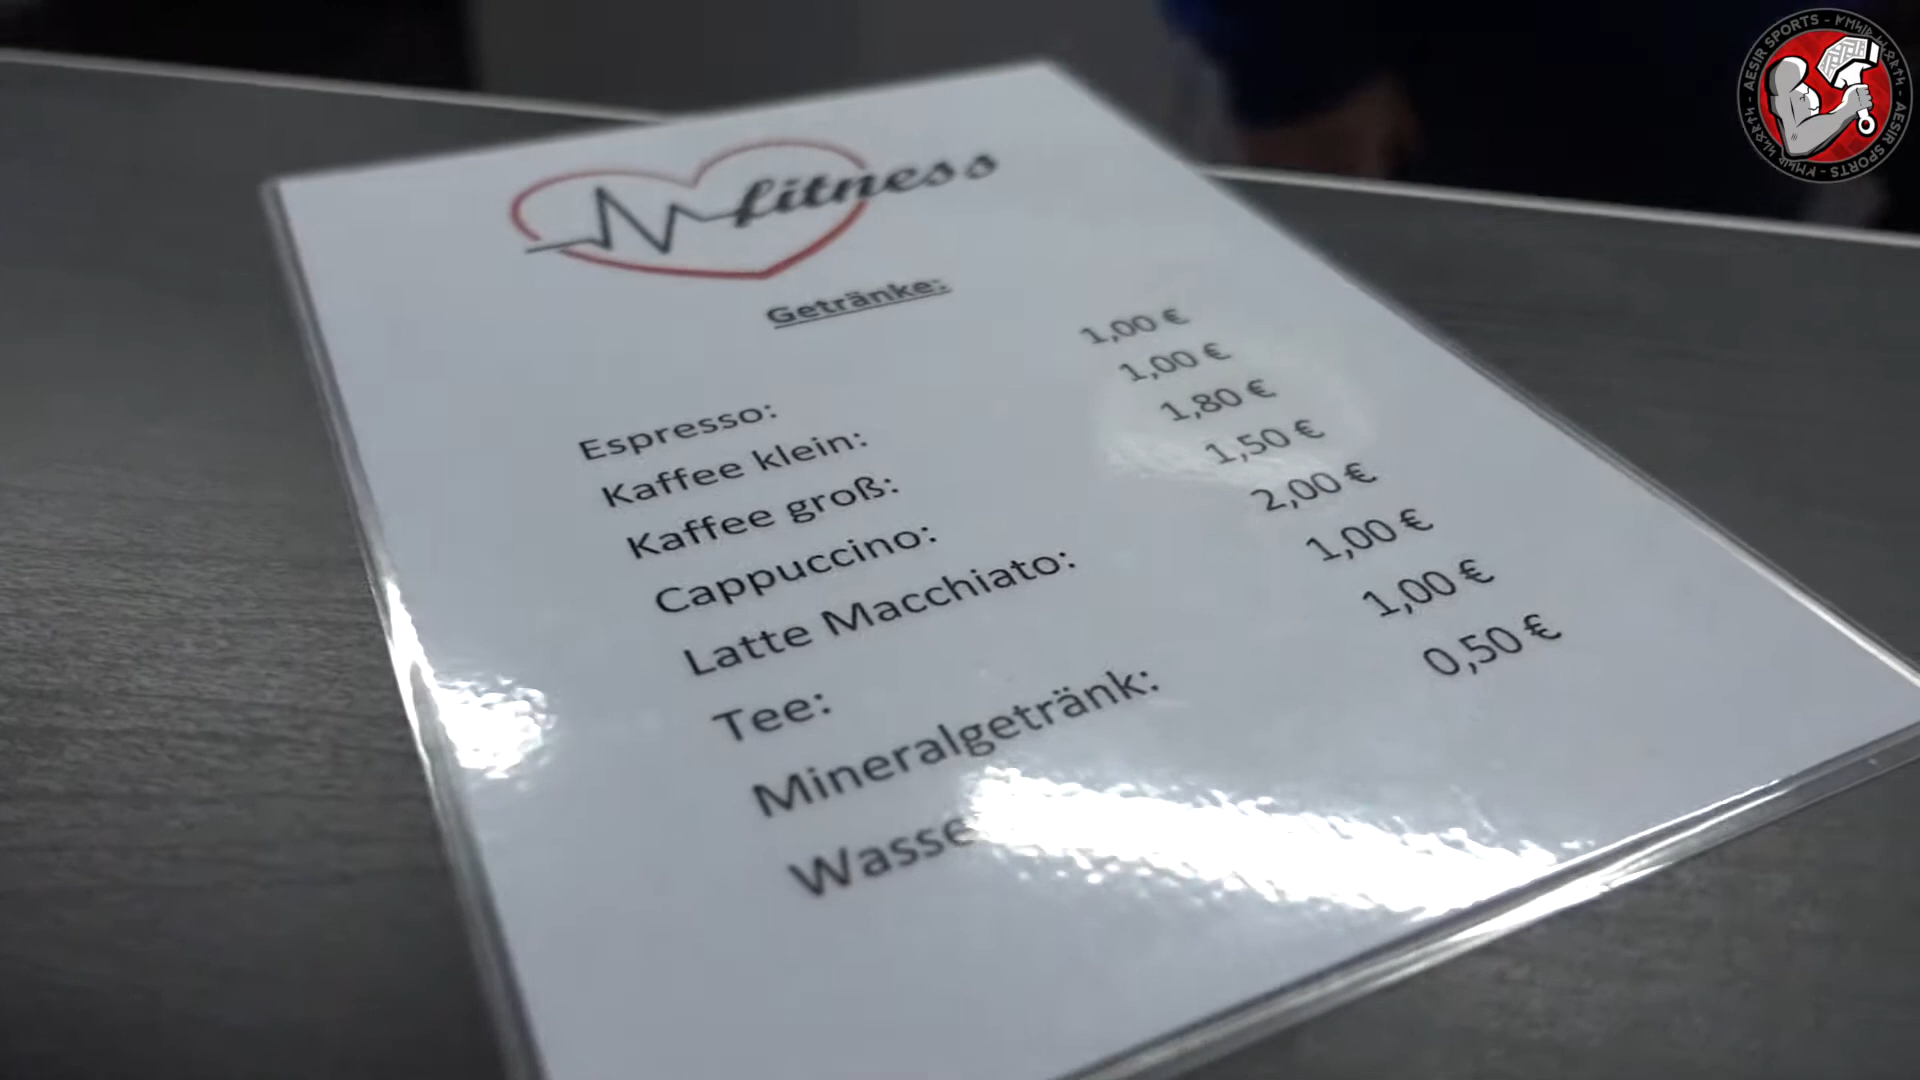 fitness
Getränke:
Espresso: 1,00 €
Kaffee klein: 1,00 €
Kaffee groß: 1,80 €
Cappuccino: 1,50 €
Latte Macchiato: 2,00 €
Tee: 1,00 €
Mineralgetränk: 1,00 €
0,50 €
AESIR SPORTS
AESIR SPORTS